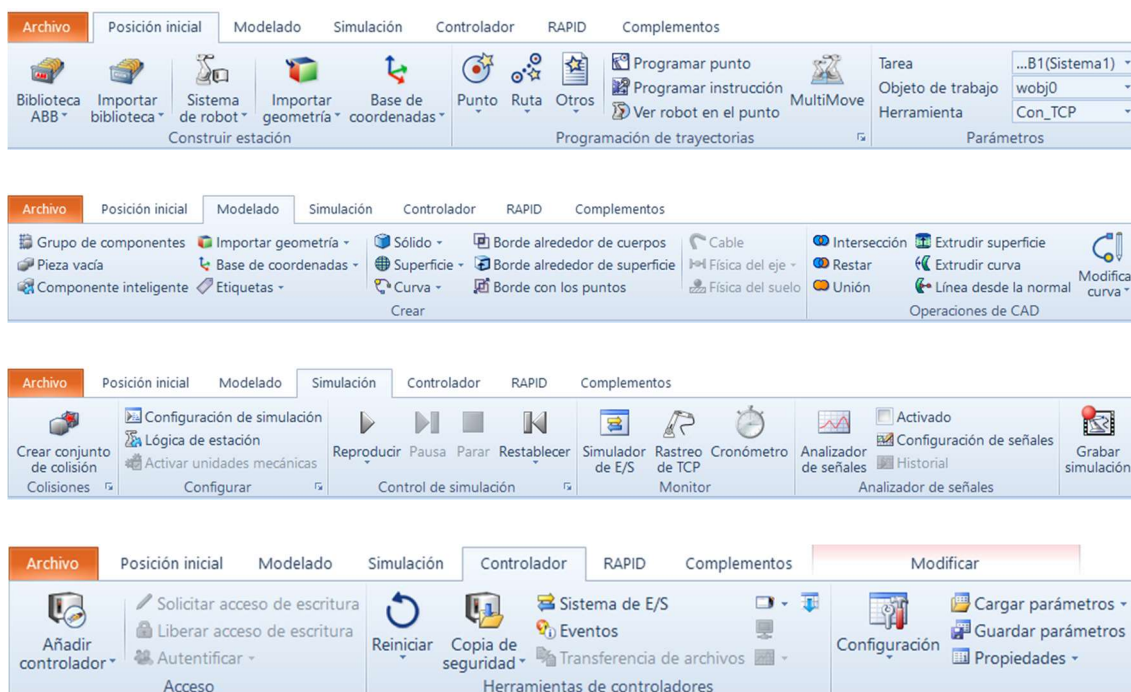 Archivo Posición inicial Modelado Simulación Controlador RAPID Complementos
Biblioteca ABB
Importar biblioteca
Sistema de robot
Importar geometría
Base de coordenadas
Construir estación
Punto
Ruta
Otros
Programar punto
Programar instrucción
Ver robot en el punto
MultiMove
Programación de trayectorias
Tarea ...B1(Sistema1)
Objeto de trabajo wobj0
Herramienta Con_TCP
Parámetros
Archivo Posición inicial Modelado Simulación Controlador RAPID Complementos
Grupo de componentes
Pieza vacía
Componente inteligente
Importar geometría
Base de coordenadas
Etiquetas
Sólido
Superficie
Curva
Borde alrededor de cuerpos
Borde alrededor de superficie
Borde con los puntos
Cable
Física del eje
Física del suelo
Crear
Intersección
Restar
Unión
Extrudir superficie
Extrudir curva
Línea desde la normal
Modifica
curva
Operaciones de CAD
Archivo Posición inicial Modelado Simulación Controlador RAPID Complementos
Crear conjunto
de colisión
Colisiones
Configuración de simulación
Lógica de estación
Activar unidades mecánicas
Configurar
Reproducir
Pausa
Parar
Restablecer
Control de simulación
Simulador
de E/S
Rastreo
de TCP
Cronómetro
Monitor
Analizador
de señales
Activado
Configuración de señales
Historial
Analizador de señales
Grabar
simulación
Archivo Posición inicial Modelado Simulación Controlador RAPID Complementos Modificar
Añadir
controlador
Solicitar acceso de escritura
Liberar acceso de escritura
Autentificar
Acceso
Reiniciar
Copia de
seguridad
Sistema de E/S
Eventos
Transferencia de archivos
Herramientas de controladores
Configuración
Cargar parámetros
Guardar parámetros
Propiedades